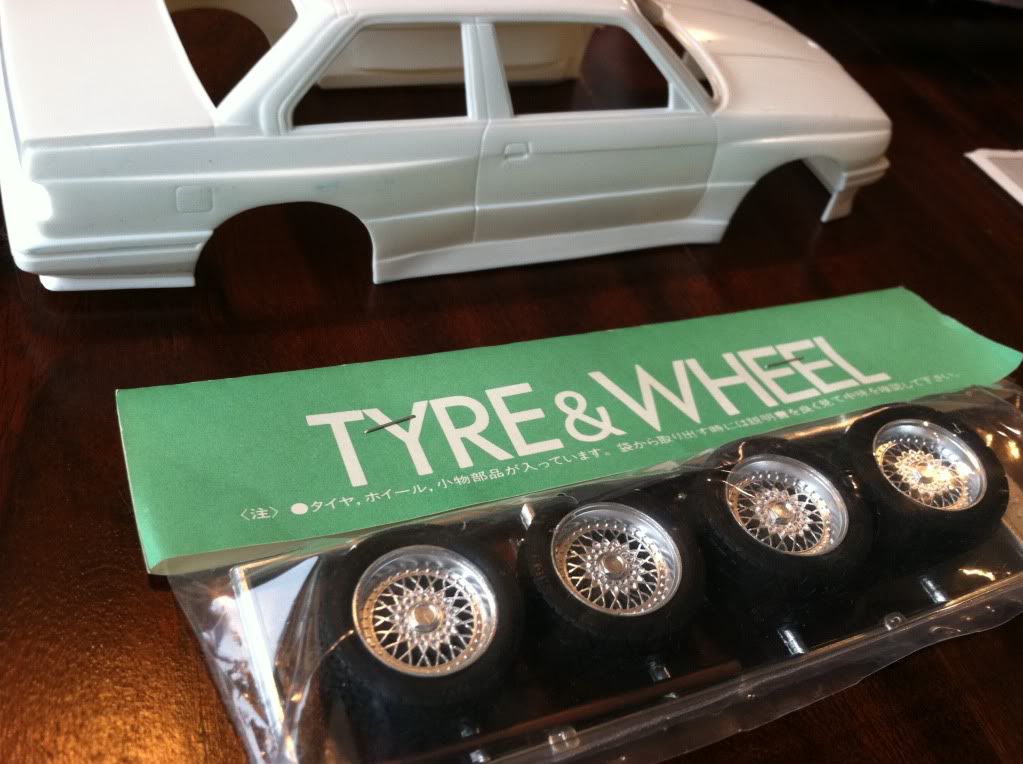 TYRE&WHEEL
〈注〉●タイヤ,ホイール,小物部品が入っています。袋から取り出す時には説明書を良く見て中味を確認して下さい。